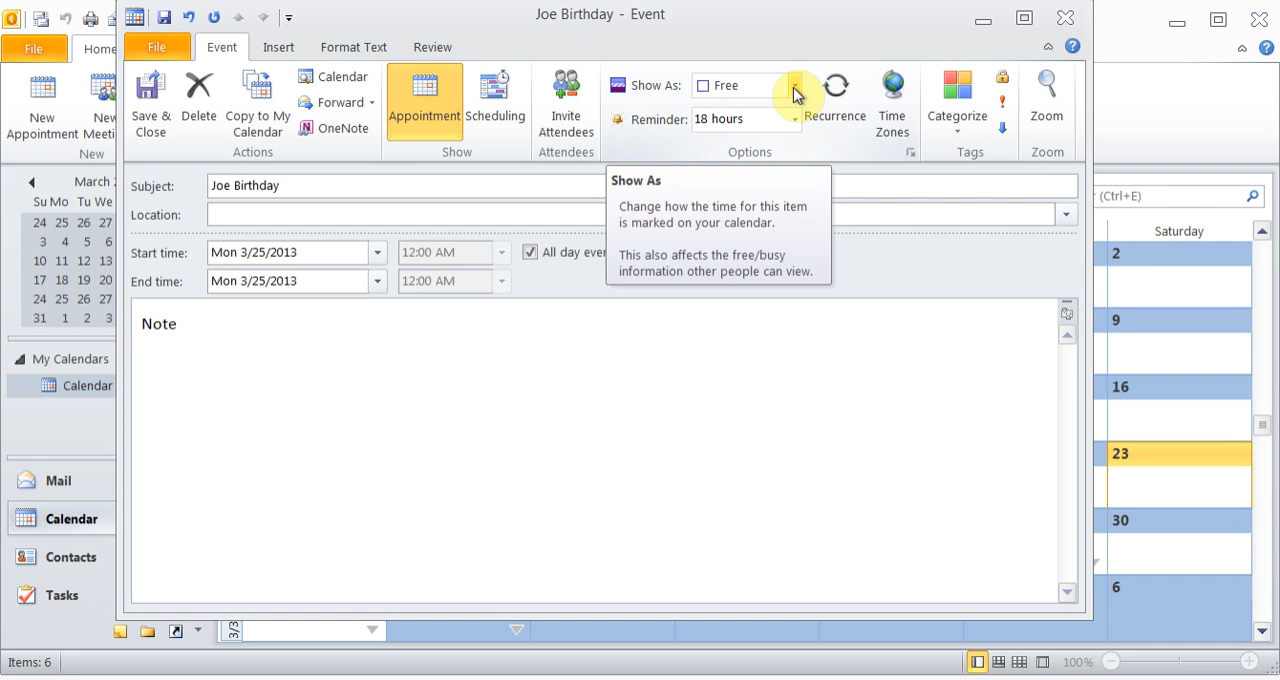 Joe Birthday - Event
File
Home
File
Event
Insert
Format Text
Review
New Appointment
New
New
Save & Close
Delete
Copy to My Calendar
Calendar
Forward
OneNote
Actions
Appointment
Scheduling
Show
Invite Attendees
Attendees
Show As:
Free
Reminder:
18 hours
Recurrence
Time Zones
Options
Categorize
Tags
Zoom
Zoom
Show As
Change how the time for this item
is marked on your calendar.
This also affects the free/busy
information other people can view.
Subject:
Joe Birthday
Location:
Start time:
Mon 3/25/2013
12:00 AM
All day
End time:
Mon 3/25/2013
12:00 AM
Note
March
Su Mo Tu We
24 25 26 27
3 4 5 6
10 11 12 13
17 18 19 20
24 25 26 27
31 1 2 3
My Calendars
Calendar
Mail
Calendar
Contacts
Tasks
(Ctrl+E)
Saturday
2
9
16
23
30
6
3/3
Items: 6
100%